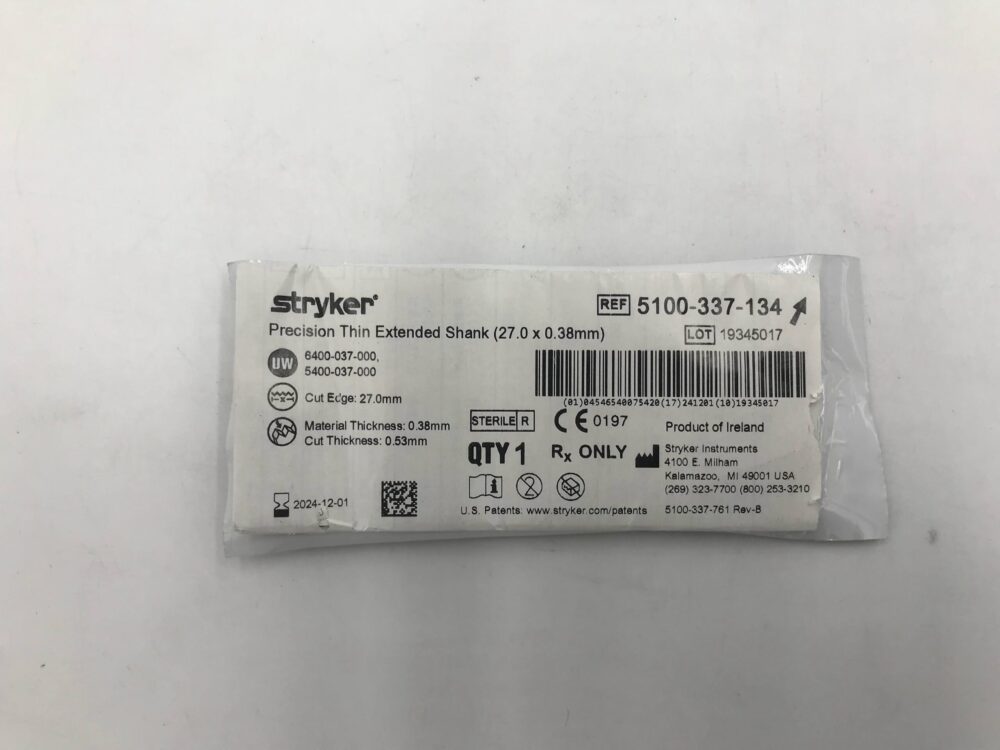 stryker®
REF 5100-337-134
Precision Thin Extended Shank (27.0 x 0.38mm)
LOT 19345017
UW 6400-037-000,
5400-037-000
(01)04546540075420(17)241201(10)19345017
Cut Edge: 27.0mm
Material Thickness: 0.38mm
Cut Thickness: 0.53mm
STERILE R
CE 0197
Product of Ireland
QTY 1
Rx ONLY
Stryker Instruments
4100 E. Milham
Kalamazoo, MI 49001 USA
(269) 323-7700 (800) 253-3210
2
2024-12-01
U.S. Patents: www.stryker.com/patents
5100-337-761 Rev-B